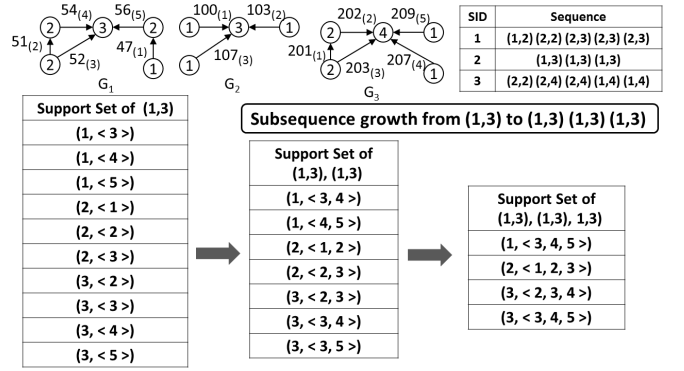 54(4) 56(5)
2 3 2
51(2) 52(3) 47(1)
2 1
G1
100(1) 103(2)
1 3 1
107(3)
1
G2
202(2) 209(5)
2 4 1
201(1) 203(3) 207(4)
2 1
G3
SID Sequence
1 (1,2) (2,2) (2,3) (2,3) (2,3)
2 (1,3) (1,3) (1,3)
3 (2,2) (2,4) (2,4) (1,4) (1,4)
Subsequence growth from (1,3) to (1,3) (1,3) (1,3)
Support Set of (1,3)
(1, < 3 >)
(1, < 4 >)
(1, < 5 >)
(2, < 1 >)
(2, < 2 >)
(2, < 3 >)
(3, < 2 >)
(3, < 3 >)
(3, < 4 >)
(3, < 5 >)
Support Set of
(1,3), (1,3)
(1, < 3, 4 >)
(1, < 4, 5 >)
(2, < 1, 2 >)
(2, < 2, 3 >)
(3, < 2, 3 >)
(3, < 3, 4 >)
(3, < 3, 5 >)
Support Set of
(1,3), (1,3), 1,3)
(1, < 3, 4, 5 >)
(2, < 1, 2, 3 >)
(3, < 2, 3, 4 >)
(3, < 3, 4, 5 >)